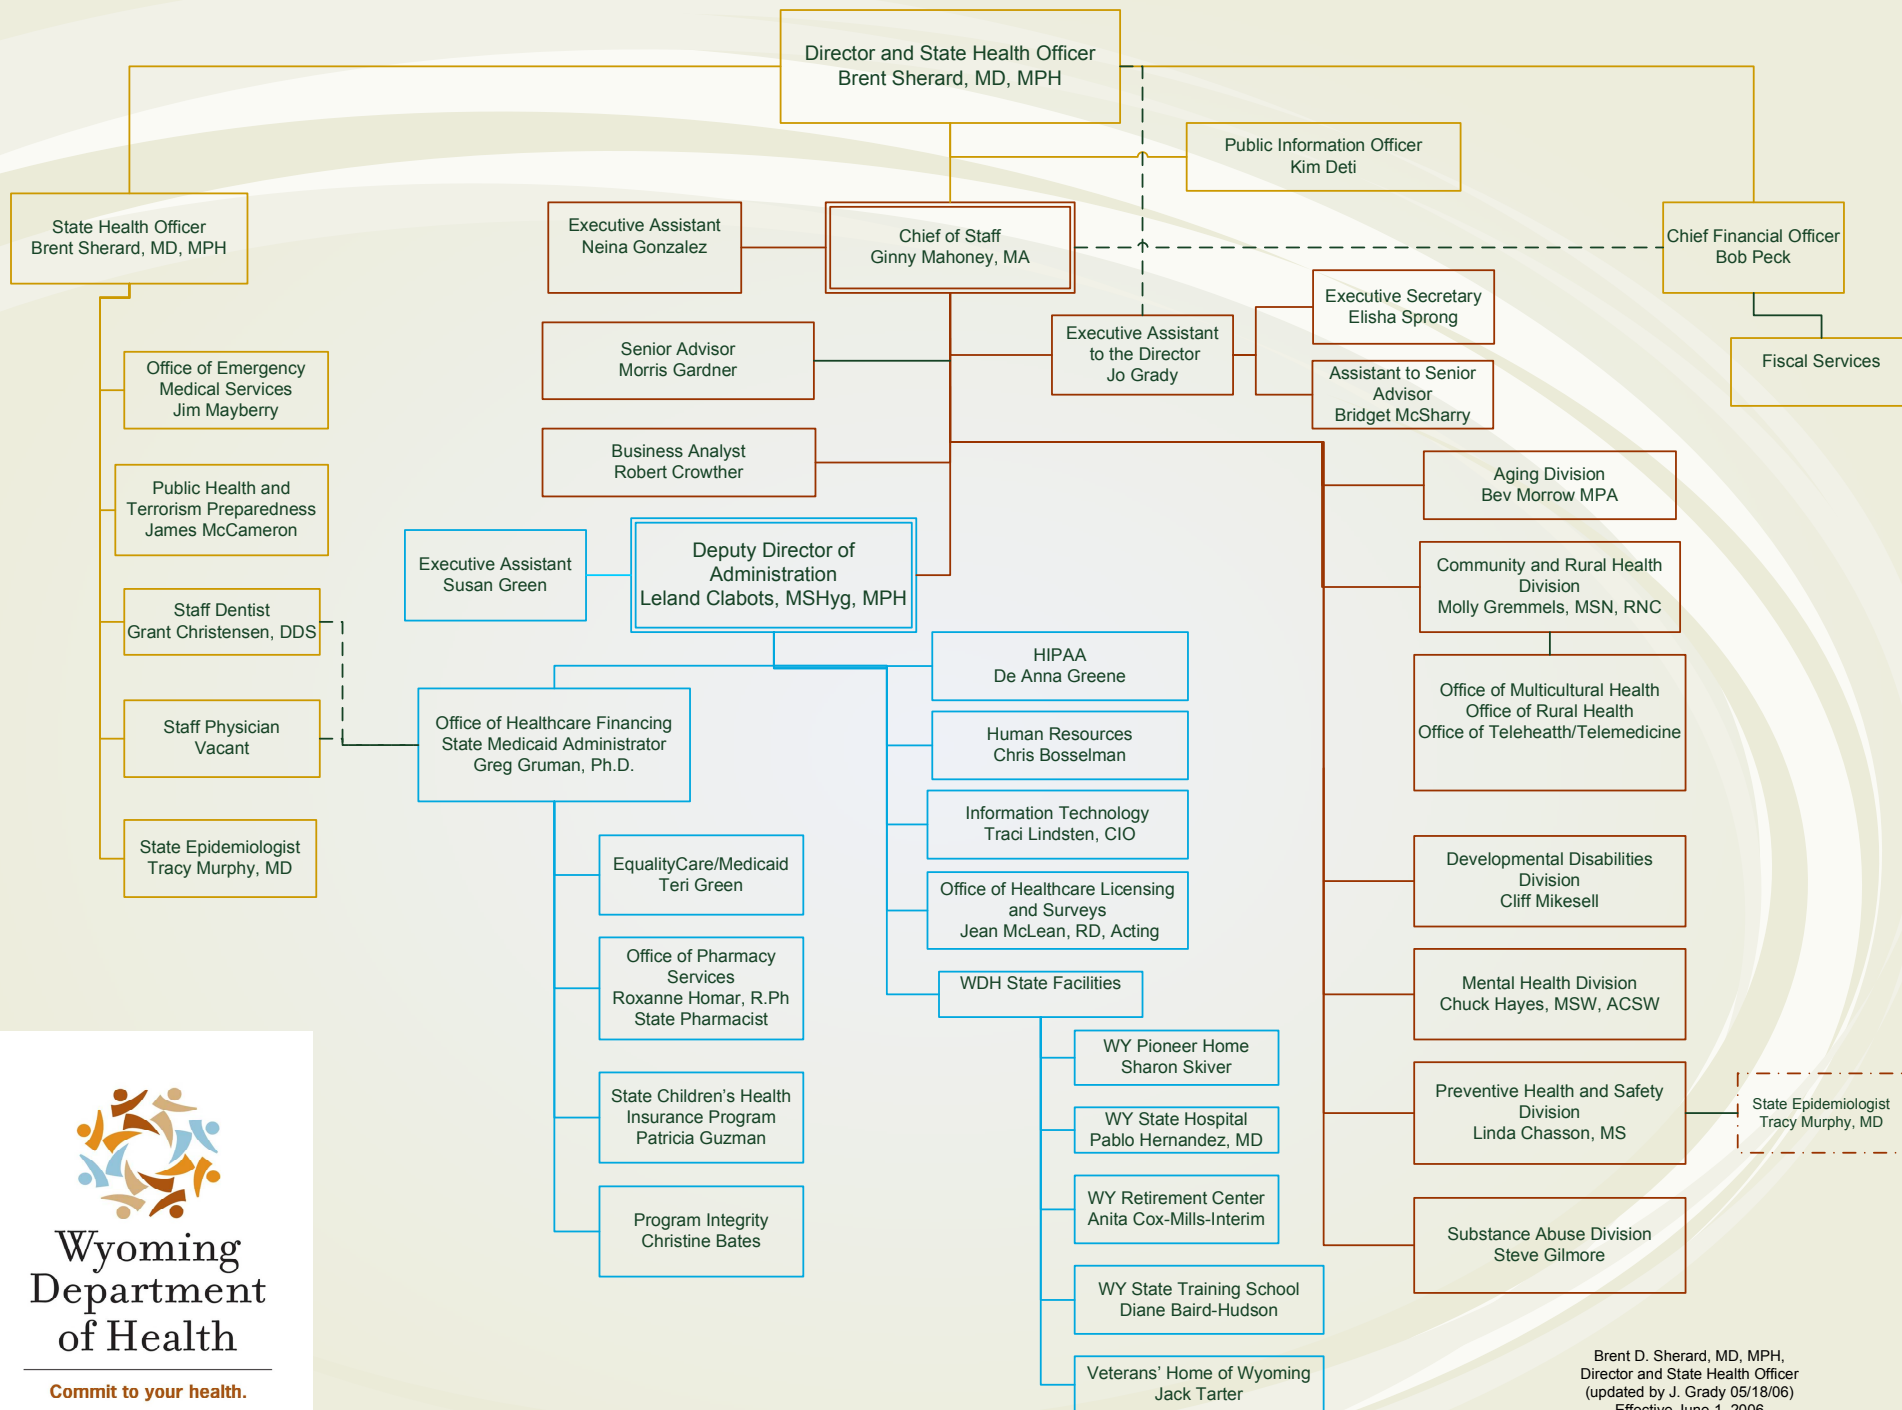 Director and State Health Officer
Brent Sherard, MD, MPH
Public Information Officer
Kim Deti
State Health Officer
Brent Sherard, MD, MPH
Executive Assistant
Neina Gonzalez
Chief of Staff
Ginny Mahoney, MA
Chief Financial Officer
Bob Peck
Executive Secretary
Elisha Sprong
Senior Advisor
Morris Gardner
Executive Assistant
to the Director
Jo Grady
Fiscal Services
Assistant to Senior
Advisor
Bridget McSharry
Office of Emergency
Medical Services
Jim Mayberry
Business Analyst
Robert Crowther
Aging Division
Bev Morrow MPA
Public Health and
Terrorism Preparedness
James McCameron
Executive Assistant
Susan Green
Deputy Director of
Administration
Leland Clabots, MSHyg, MPH
Community and Rural Health
Division
Molly Gremmels, MSN, RNC
Staff Dentist
Grant Christensen, DDS
HIPAA
De Anna Greene
Office of Multicultural Health
Office of Rural Health
Office of Teleheatth/Telemedicine
Staff Physician
Vacant
Office of Healthcare Financing
State Medicaid Administrator
Greg Gruman, Ph.D.
Human Resources
Chris Bosselman
Information Technology
Traci Lindsten, CIO
State Epidemiologist
Tracy Murphy, MD
EqualityCare/Medicaid
Teri Green
Office of Healthcare Licensing
and Surveys
Jean McLean, RD, Acting
Developmental Disabilities
Division
Cliff Mikesell
Office of Pharmacy
Services
Roxanne Homar, R.Ph
State Pharmacist
WDH State Facilities
Mental Health Division
Chuck Hayes, MSW, ACSW
WY Pioneer Home
Sharon Skiver
State Children's Health
Insurance Program
Patricia Guzman
WY State Hospital
Pablo Hernandez, MD
Preventive Health and Safety
Division
Linda Chasson, MS
State Epidemiologist
Tracy Murphy, MD
WY Retirement Center
Anita Cox-Mills-Interim
Program Integrity
Christine Bates
Substance Abuse Division
Steve Gilmore
WY State Training School
Diane Baird-Hudson
Veterans' Home of Wyoming
Jack Tarter
Wyoming
Department
of Health
Commit to your health.
Brent D. Sherard, MD, MPH,
Director and State Health Officer
(updated by J. Grady 05/18/06)
Effective June 1, 2006